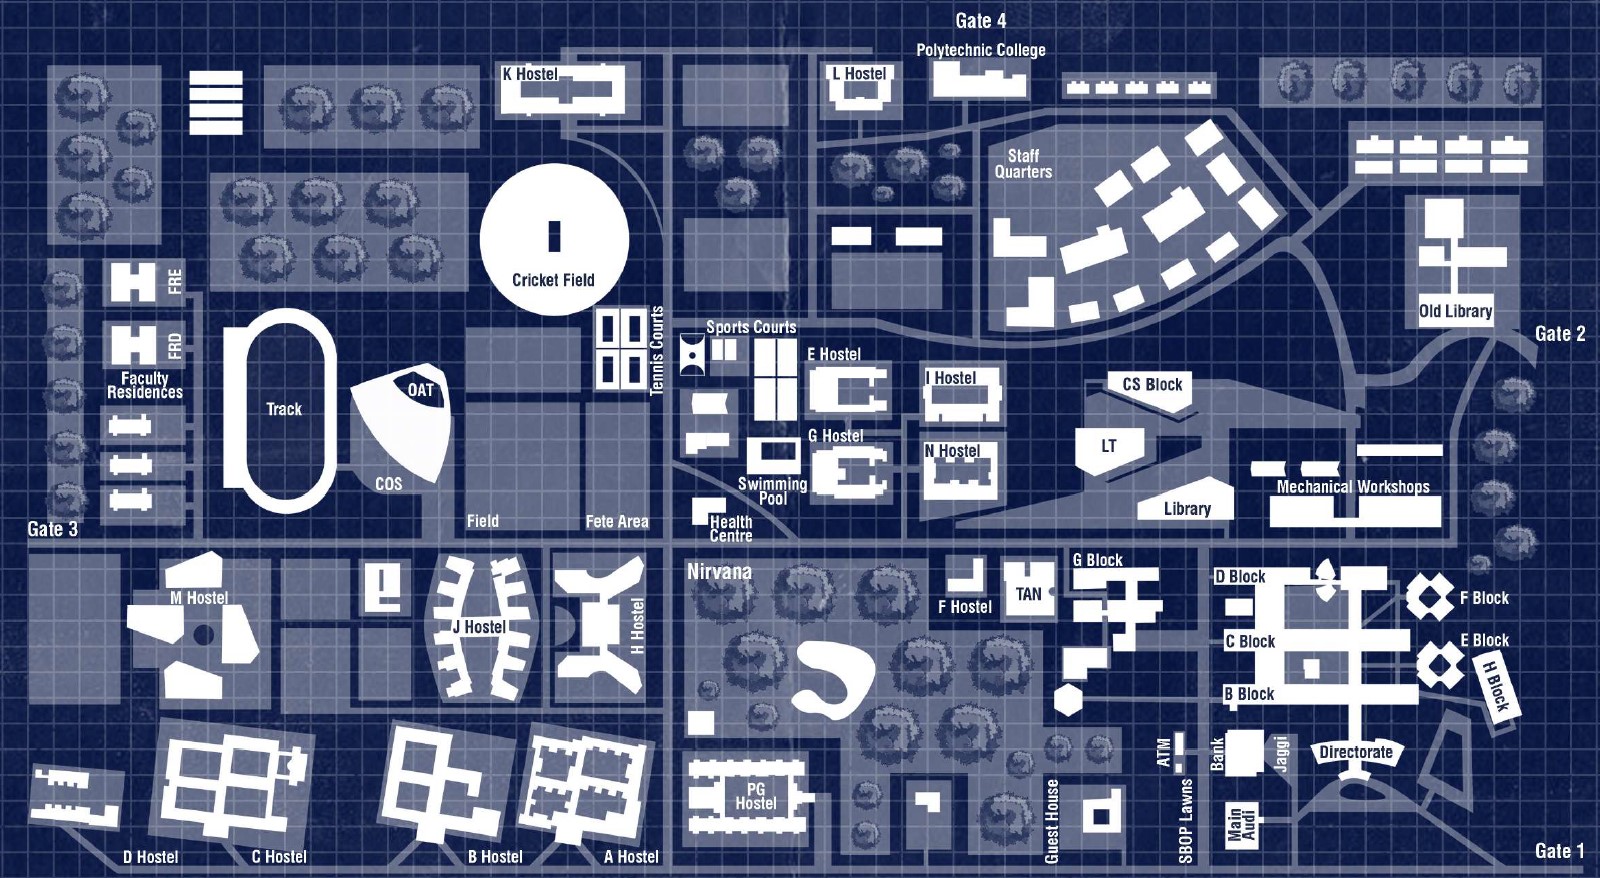 Gate 4
Polytechnic College
K Hostel
L Hostel
Staff
Quarters
Cricket Field
FRE
FRD
Faculty
Residences
Old Library
Gate 2
Tennis Courts
Sports Courts
E Hostel
I Hostel
CS Block
OAT
Track
COS
G Hostel
N Hostel
LT
Swimming
Pool
Mechanical Workshops
Library
Field
Fete Area
Health
Centre
Gate 3
Nirvana
M Hostel
J Hostel
H Hostel
F Hostel
TAN
G Block
D Block
F Block
C Block
E Block
B Block
H Block
ATM
Bank
Jaggi
Directorate
PG
Hostel
Guest House
SBOP Lawns
Main
Audi
D Hostel
C Hostel
B Hostel
A Hostel
Gate 1